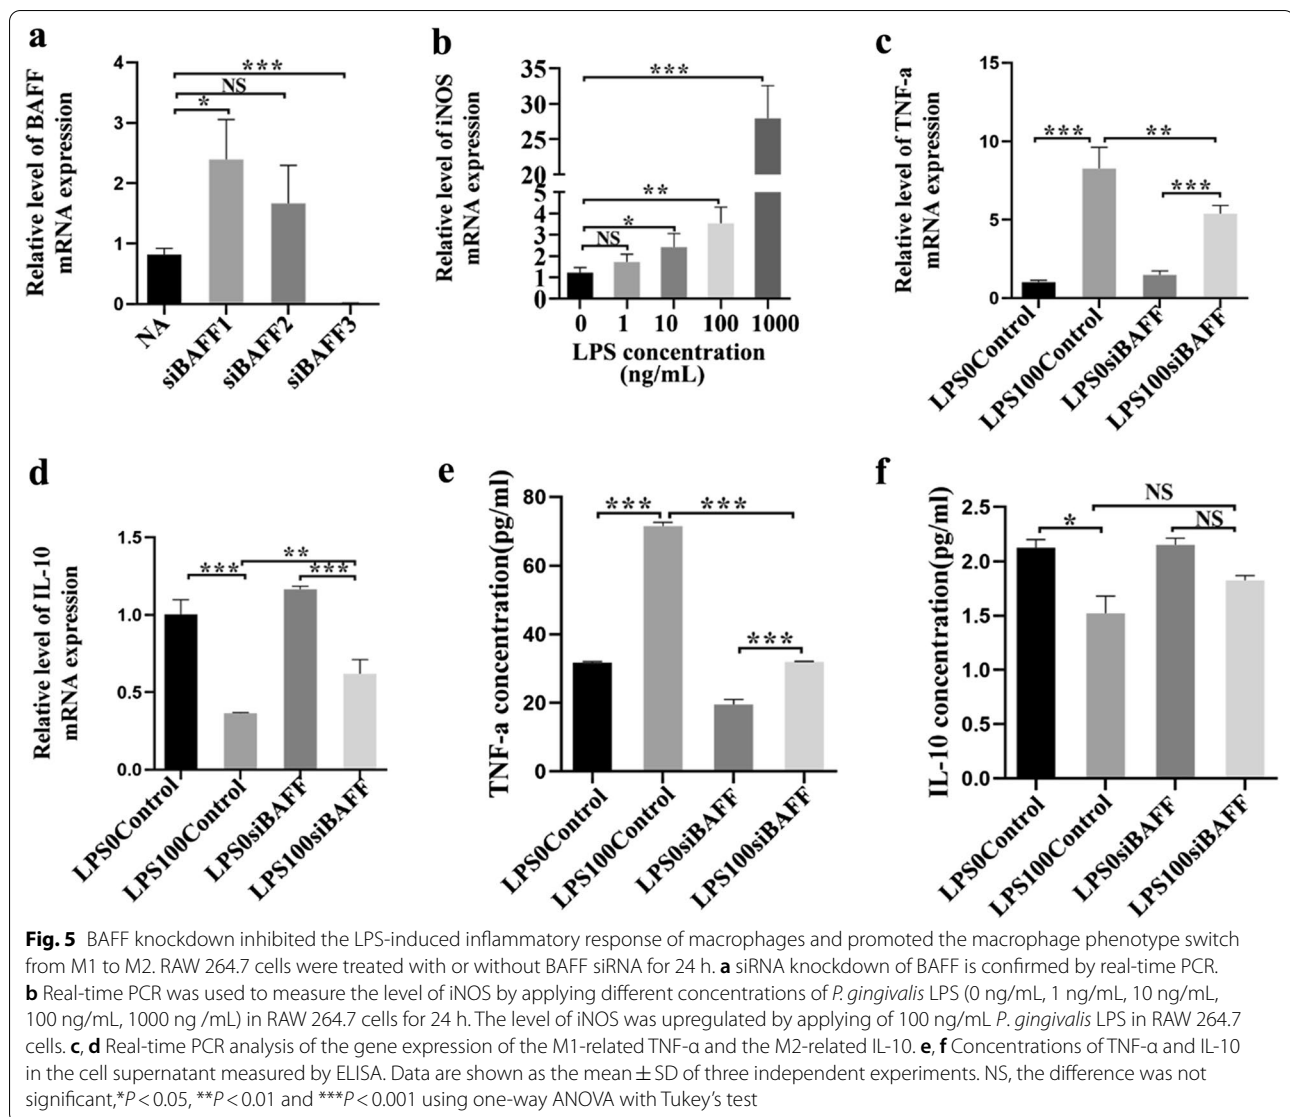 a
Relative level of BAFF
mRNA expression
4
3
2
1
0
***
NS
*
NA
siBAFF1
siBAFF2
siBAFF3
b
Relative level of iNOS
mRNA expression
35
30
25
20
5
4
3
2
1
0
***
**
*
NS
0 1 10 100 1000
LPS concentration
(ng/mL)
c
Relative level of TNF-a
mRNA expression
15
10
5
0
***
**
***
LPS0Control
LPS100Control
LPS0siBAFF
LPS100siBAFF
d
Relative level of IL-10
mRNA expression
1.5
1.0
0.5
0.0
***
**
***
LPS0Control
LPS100Control
LPS0siBAFF
LPS100siBAFF
e
TNF-a concentration(pg/ml)
80
60
40
20
0
***
***
***
LPS0Control
LPS100Control
LPS0siBAFF
LPS100siBAFF
f
IL-10 concentration(pg/ml)
2.5
2.0
1.5
1.0
0.5
0.0
*
NS
NS
LPS0Control
LPS100Control
LPS0siBAFF
LPS100siBAFF
Fig. 5 BAFF knockdown inhibited the LPS-induced inflammatory response of macrophages and promoted the macrophage phenotype switch
from M1 to M2. RAW 264.7 cells were treated with or without BAFF siRNA for 24 h. a siRNA knockdown of BAFF is confirmed by real-time PCR.
b Real-time PCR was used to measure the level of iNOS by applying different concentrations of P. gingivalis LPS (0 ng/mL, 1 ng/mL, 10 ng/mL,
100 ng/mL, 1000 ng /mL) in RAW 264.7 cells for 24 h. The level of iNOS was upregulated by applying of 100 ng/mL P. gingivalis LPS in RAW 264.7
cells. c, d Real-time PCR analysis of the gene expression of the M1-related TNF-α and the M2-related IL-10. e, f Concentrations of TNF-α and IL-10
in the cell supernatant measured by ELISA. Data are shown as the mean ± SD of three independent experiments. NS, the difference was not
significant,*P < 0.05, **P < 0.01 and ***P < 0.001 using one-way ANOVA with Tukey's test